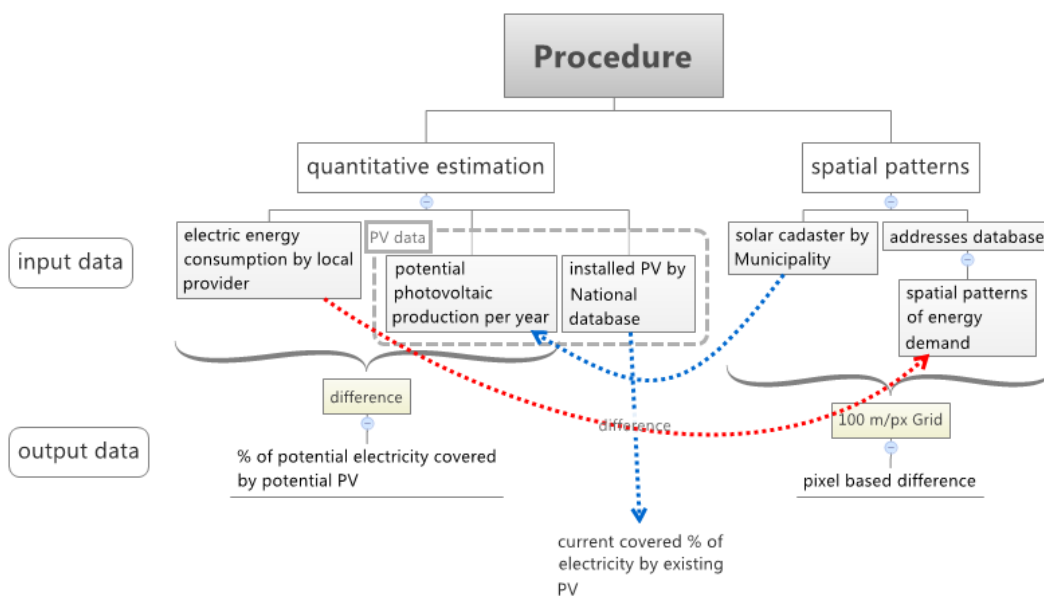 Procedure
quantitative estimation
spatial patterns
input data
electric energy
consumption by local
provider
PV data
potential
photovoltaic
production per year
installed PV by
National
database
solar cadaster by
Municipality
addresses database
spatial patterns
of energy
demand
output data
difference
% of potential electricity covered
by potential PV
difference
current covered % of
electricity by existing
PV
100 m/px Grid
pixel based difference